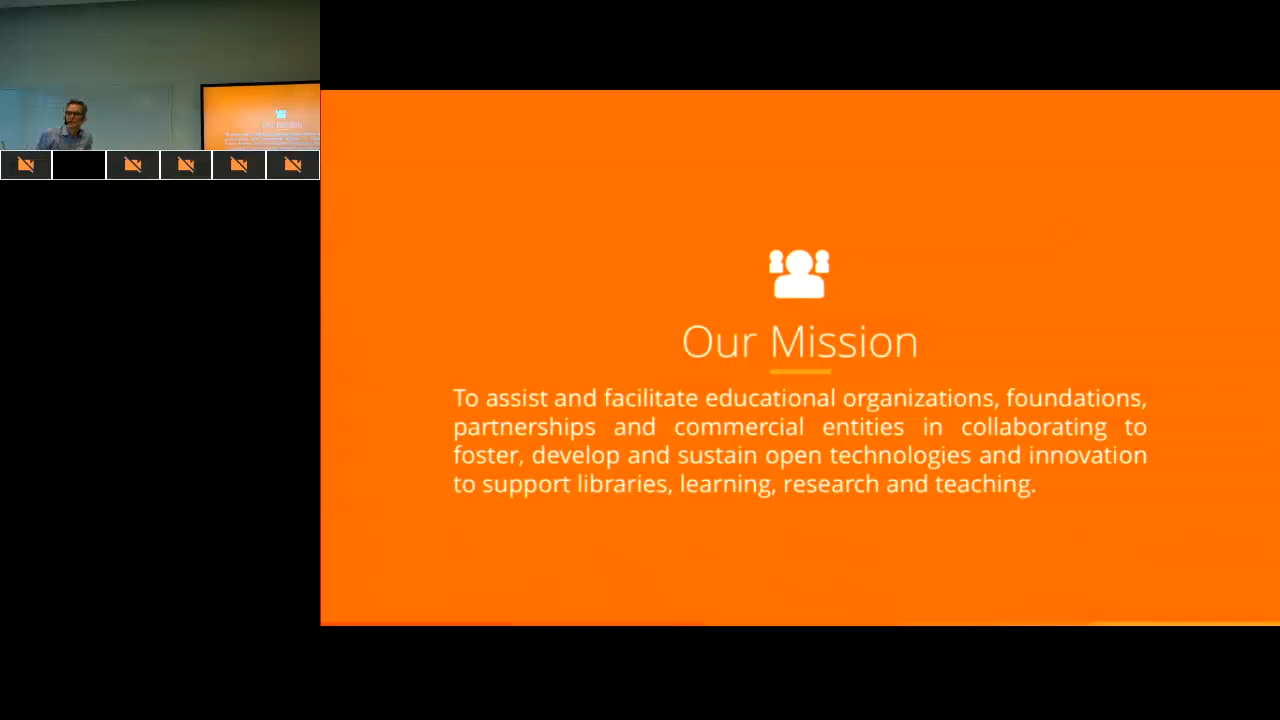 Our Mission
To assist and facilitate educational organizations, foundations,
partnerships and commercial entities in collaborating to
foster, develop and sustain open technologies and innovation
to support libraries, learning, research and teaching.